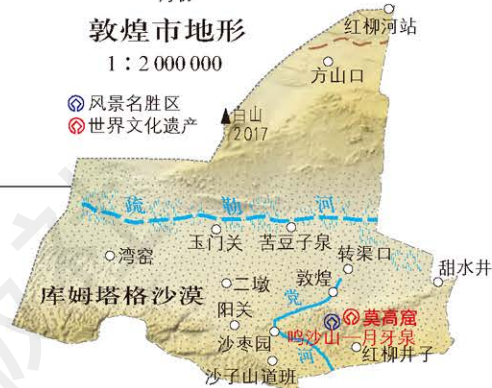 敦煌市地形
1：2 000 000
风景名胜区
世界文化遗产
红柳河站
方山口
白山
2017
疏勒河
玉门关
苦豆子泉
湾窑
转渠口
甜水井
二墩
敦煌
库姆塔格沙漠
阳关
党河
莫高窟
鸣沙山—月牙泉
沙枣园
红柳井子
沙子山道班